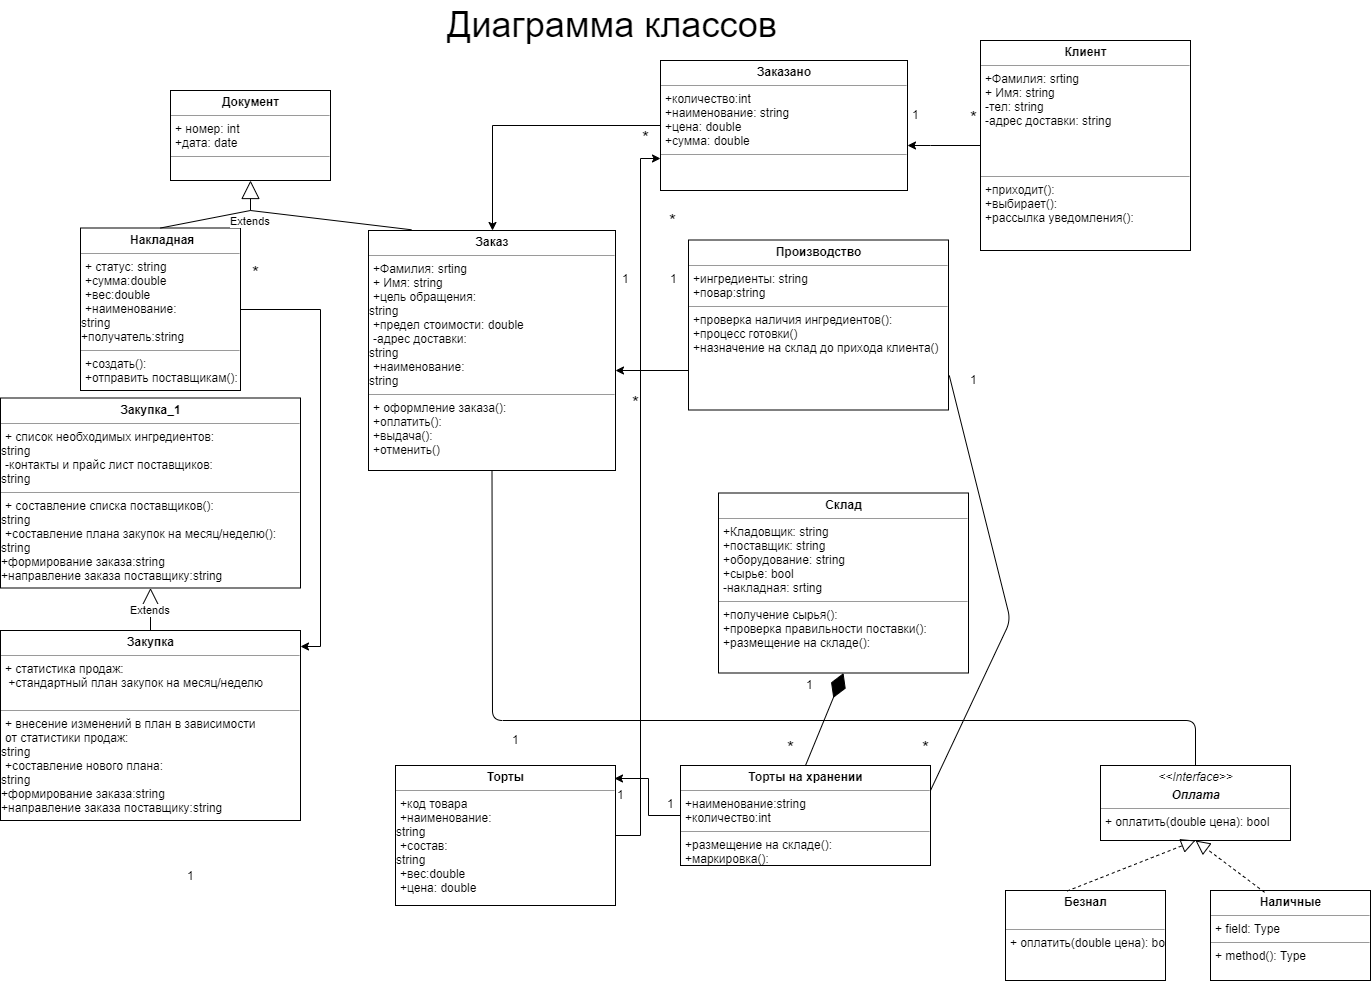 Диаграмма классов
Документ
+ номер: int
+дата: date
Extends
Накладная
+ статус: string
+сумма:double
+вес:double
+наименование:
string
+получатель:string
+создать():
+отправить поставщикам():
*
Закупка_1
+ список необходимых ингредиентов:
string
-контакты и прайс лист поставщиков:
string
+ составление списка поставщиков():
string
+составление плана закупок на месяц/неделю():
string
+формирование заказа:string
+направление заказа поставщику:string
Extends
Закупка
+ статистика продаж:
+стандартный план закупок на месяц/неделю
+ внесение изменений в план в зависимости
от статистики продаж:
string
+составление нового плана:
string
+формирование заказа:string
+направление заказа поставщику:string
1
Заказ
+Фамилия: srting
+ Имя: string
+цель обращения:
string
+предел стоимости: double
-адрес доставки:
string
+наименование:
string
+ оформление заказа():
+оплатить():
+выдача():
+отменить()
1
*
Заказано
+количество:int
+наименование: string
+цена: double
+сумма: double
*
*
1
*
Клиент
+Фамилия: srting
+ Имя: string
-тел: string
-адрес доставки: string
+приходит():
+выбирает():
+рассылка уведомления():
Производство
+ингредиенты: string
+повар:string
+проверка наличия ингредиентов():
+процесс готовки()
+назначение на склад до прихода клиента()
1
1
Склад
+Кладовщик: string
+поставщик: string
+оборудование: string
+сырье: bool
-накладная: srting
+получение сырья():
+проверка правильности поставки():
+размещение на складе():
1
*
*
1
Торты
+код товара
+наименование:
string
+состав:
string
+вес:double
+цена: double
1
1
Торты на хранении
+наименование:string
+количество:int
+размещение на складе():
+маркировка():
<<Interface>>
Оплата
+ оплатить(double цена): bool
Безнал
+ оплатить(double цена): bo
Наличные
+ field: Type
+ method(): Type